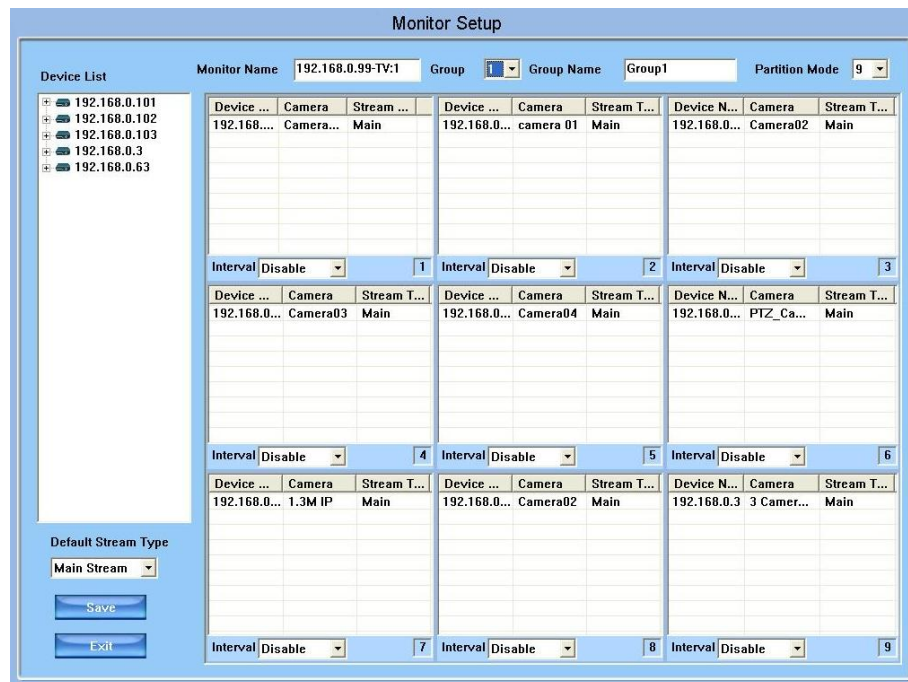 Monitor Setup
Monitor Name 192.168.0.99-TV:1 Group 1 Group Name Group1 Partition Mode 9
Device List
192.168.0.101
192.168.0.102
192.168.0.103
192.168.0.3
192.168.0.63
Device ... Camera Stream ... Device ... Camera Stream T... Device N... Camera Stream T...
192.168.... Camera... Main 192.168.0... camera 01 Main 192.168.0... Camera02 Main
Interval Disable 1 Interval Disable 2 Interval Disable 3
Device ... Camera Stream T... Device ... Camera Stream T... Device N... Camera Stream T...
192.168.0... Camera03 Main 192.168.0... Camera04 Main 192.168.0... PTZ_Ca... Main
Interval Disable 4 Interval Disable 5 Interval Disable 6
Device ... Camera Stream T... Device ... Camera Stream T... Device N... Camera Stream T...
192.168.0... 1.3M IP Main 192.168.0... Camera02 Main 192.168.0.3 3 Camer... Main
Interval Disable 7 Interval Disable 8 Interval Disable 9
Default Stream Type
Main Stream
Save
Exit